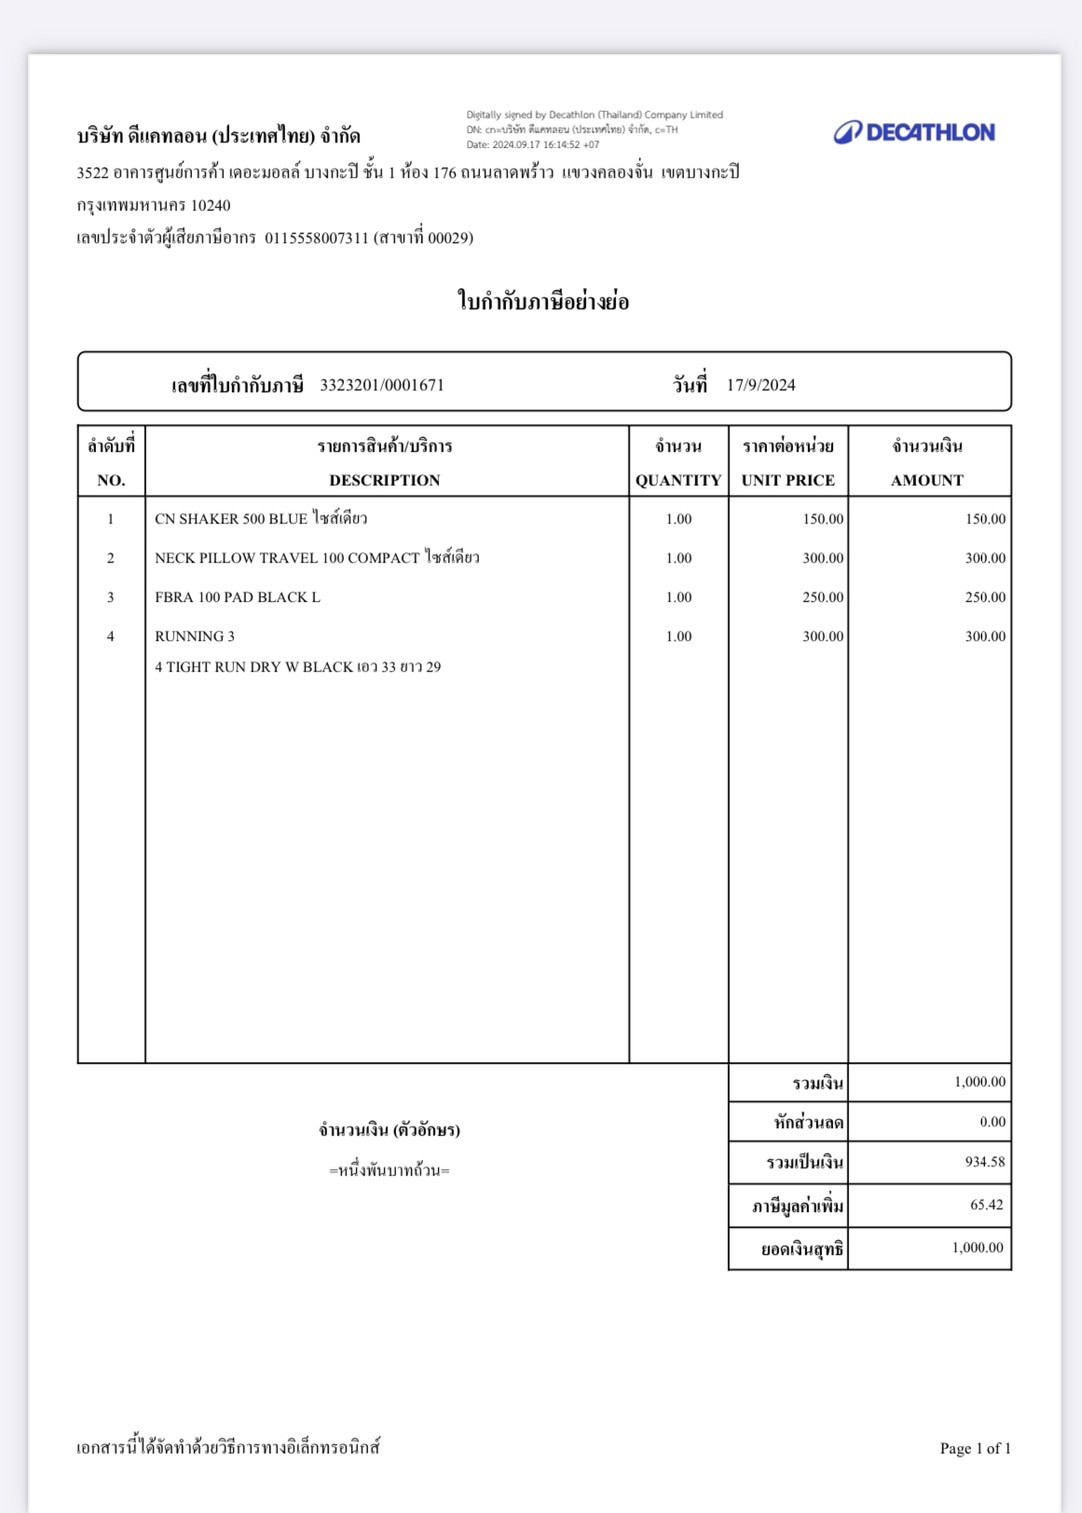 Digitally signed by Decathlon (Thailand) Company Limited
DN: cn=บริษัท ดีแคทลอน (ประเทศไทย) จำกัด, c=TH
Date: 2024.09.17 16:14:52 +07
DECATHLON
บริษัท ดีแคทลอน (ประเทศไทย) จำกัด
3522 อาคารศูนย์การค้า เดอะมอลล์ บางกะปิ ชั้น 1 ห้อง 176 ถนนลาดพร้าว แขวงคลองจั่น เขตบางกะปิ
กรุงเทพมหานคร 10240
เลขประจำตัวผู้เสียภาษีอากร 0115558007311 (สาขาที่ 00029)
ใบกำกับภาษีอย่างย่อ
เลขที่ใบกำกับภาษี 3323201/0001671 วันที่ 17/9/2024
ลำดับที่ รายการสินค้า/บริการ จำนวน ราคาต่อหน่วย จำนวนเงิน
NO. DESCRIPTION QUANTITY UNIT PRICE AMOUNT
1 CN SHAKER 500 BLUE ไซส์เดียว 1.00 150.00 150.00
2 NECK PILLOW TRAVEL 100 COMPACT ไซส์เดียว 1.00 300.00 300.00
3 FBRA 100 PAD BLACK L 1.00 250.00 250.00
4 RUNNING 3 1.00 300.00 300.00
4 TIGHT RUN DRY W BLACK เอว 33 ยาว 29
รวมเงิน 1,000.00
หักส่วนลด 0.00
จำนวนเงิน (ตัวอักษร)
รวมเป็นเงิน 934.58
=หนึ่งพันบาทถ้วน=
ภาษีมูลค่าเพิ่ม 65.42
ยอดเงินสุทธิ 1,000.00
เอกสารนี้ได้จัดทำด้วยวิธีการทางอิเล็กทรอนิกส์ Page 1 of 1